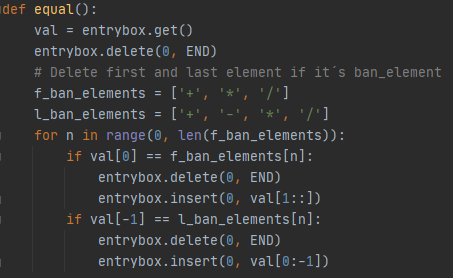 def equal():
    val = entrybox.get()
    entrybox.delete(0, END)
    # Delete first and last element if it´s ban_element
    f_ban_elements = ['+', '*', '/']
    l_ban_elements = ['+', '-', '*', '/']
    for n in range(0, len(f_ban_elements)):
        if val[0] == f_ban_elements[n]:
            entrybox.delete(0, END)
            entrybox.insert(0, val[1::])
        if val[-1] == l_ban_elements[n]:
            entrybox.delete(0, END)
            entrybox.insert(0, val[0:-1])